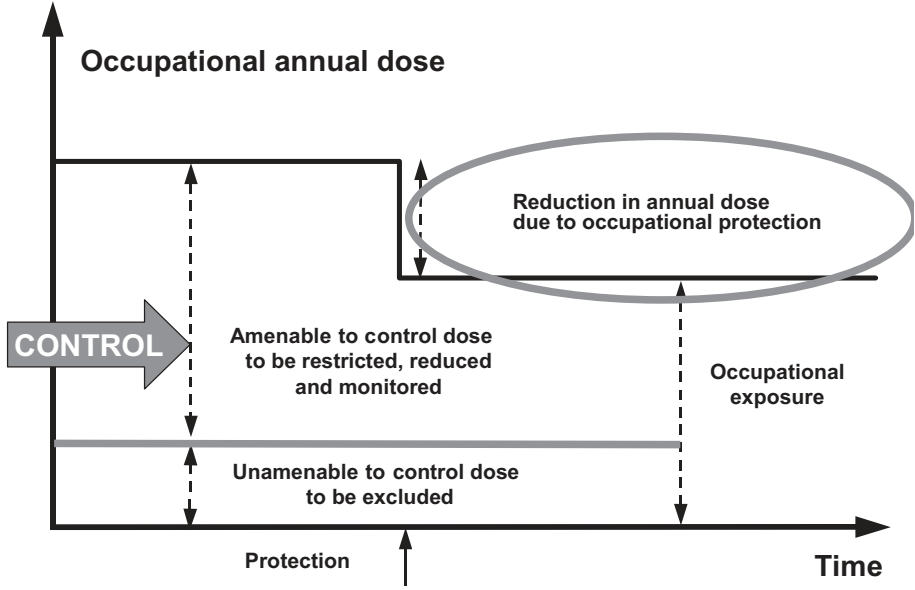 Occupational annual dose
Reduction in annual dose
due to occupational protection
CONTROL
Amenable to control dose
to be restricted, reduced
and monitored
Occupational
exposure
Unamenable to control dose
to be excluded
Protection
Time